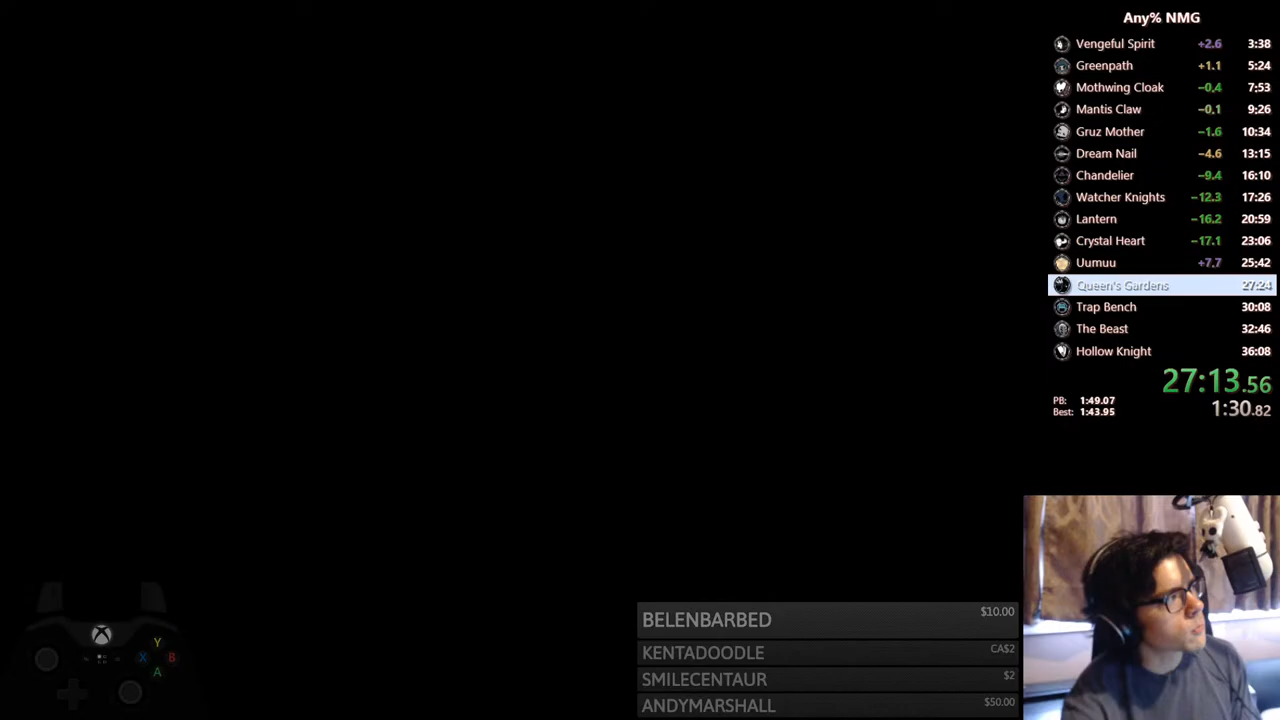 Any% NMG
Vengeful Spirit +2.6 3:38
Greenpath +1.1 5:24
Mothwing Cloak −0.4 7:53
Mantis Claw −0.1 9:26
Gruz Mother −1.6 10:34
Dream Nail −4.6 13:15
Chandelier −9.4 16:10
Watcher Knights −12.3 17:26
Lantern −16.2 20:59
Crystal Heart −17.1 23:06
Uumuu +7.7 25:42
Queen's Gardens 27:24
Trap Bench 30:08
The Beast 32:46
Hollow Knight 36:08
27:13.56
PB: 1:49.07
Best: 1:43.95
1:30.82
BELENBARBED $10.00
KENTADOODLE CA$2
SMILECENTAUR $2
ANDYMARSHALL $50.00
Y
X B
A